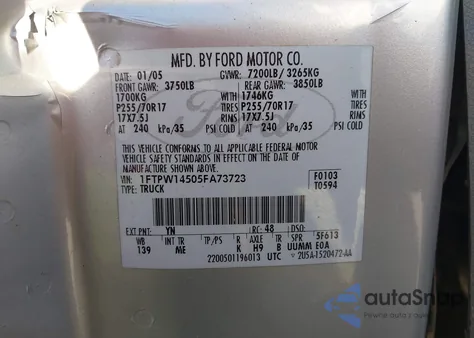 MFD. BY FORD MOTOR CO.
DATE: 01/05 GVWR: 7200LB/ 3265KG
FRONT GAWR: 3750LB REAR GAWR: 3850LB
1700KG 1746KG
P255/70R17 TIRES P255/70R17 TIRES
17X7.5J RIMS 17X7.5J RIMS
AT 240 kPa/35 PSI COLD AT 240 kPa/35 PSI COLD
THIS VEHICLE CONFORMS TO ALL APPLICABLE FEDERAL MOTOR
VEHICLE SAFETY STANDARDS IN EFFECT ON THE DATE OF
MANUFACTURE SHOWN ABOVE.
VIN: 1FTPW14505FA73723 F0103
TYPE: TRUCK T0594
EXT PNT: YN RC: 48 DSO:
WB INT TR TP/PS R AXLE TR SPR 5F613
139 ME K H9 B UUMM EOA
2200501196013 UTC 2U5A-1520472-AA
Ford
autaSnap